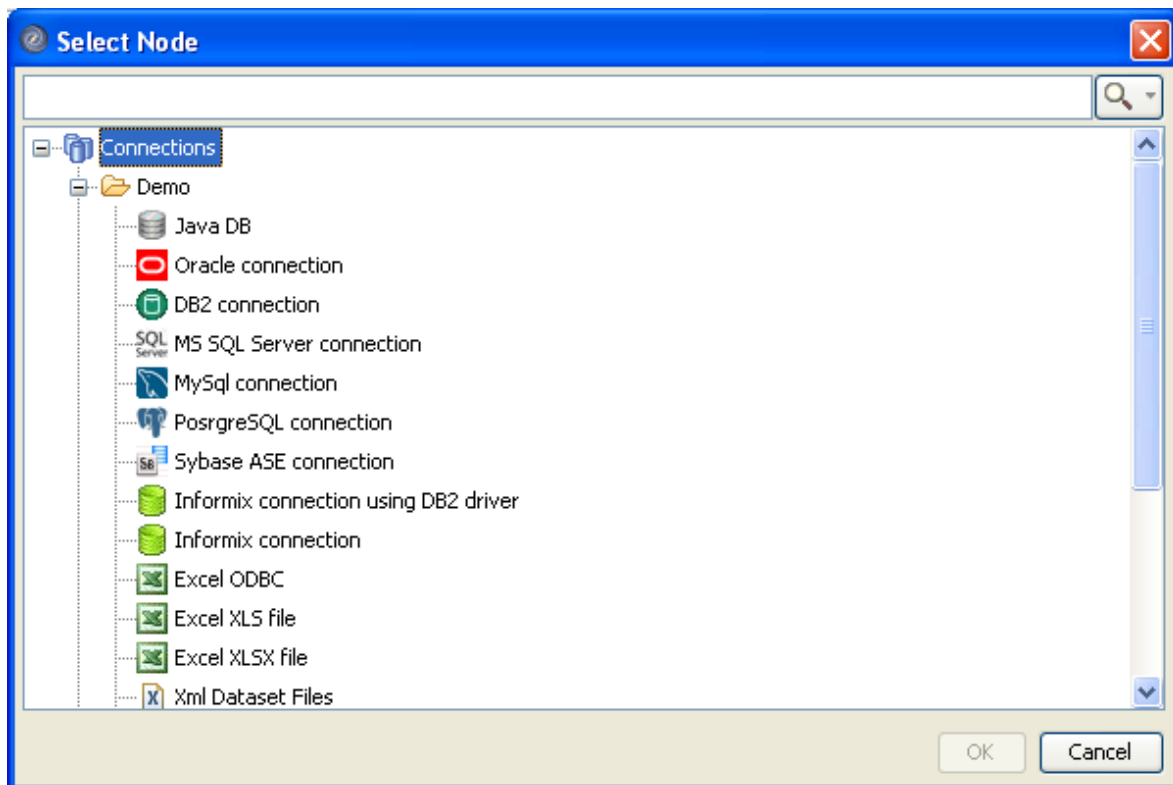 Select Node
Connections
Demo
Java DB
Oracle connection
DB2 connection
SQL Server MS SQL Server connection
MySql connection
PosrgreSQL connection
SB Sybase ASE connection
Informix connection using DB2 driver
Informix connection
Excel ODBC
Excel XLS file
Excel XLSX file
X Xml Dataset Files
OK Cancel